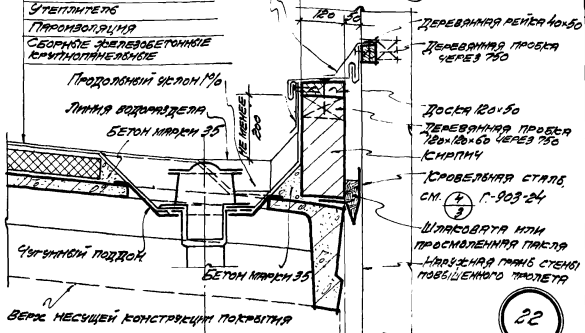 УТЕПЛИТЕЛЬ
ПАРОИЗОЛЯЦИЯ
СБОРНЫЕ ЖЕЛЕЗОБЕТОННЫЕ
КРУПНОПАНЕЛЬНЫЕ
ПРОДОЛЬНЫЙ УКЛОН 1%
ЛИНИЯ ВОДОРАЗДЕЛА
БЕТОН МАРКИ 35
НЕ МЕНЕЕ
200
120 50
ДЕРЕВЯННАЯ РЕЙКА 40×50
ДЕРЕВЯННАЯ ПРОБКА
ЧЕРЕЗ 750
ДОСКА 120×50
ДЕРЕВЯННАЯ ПРОБКА
120×120×60 ЧЕРЕЗ 750
КИРПИЧ
КРОВЕЛЬНАЯ СТАЛЬ,
СМ. 4/3 Г-903-24
ШЛАКОВАТА ИЛИ
ПРОСМОЛЕННАЯ ПАКЛЯ
НАРУЖНАЯ ГРАНЬ СТЕНЫ
ПОВЫШЕННОГО ПРОЛЕТА
ЧУГУННЫЙ ПОДДОН
БЕТОН МАРКИ 35
ВЕРХ НЕСУЩЕЙ КОНСТРУКЦИИ ПОКРЫТИЯ
22